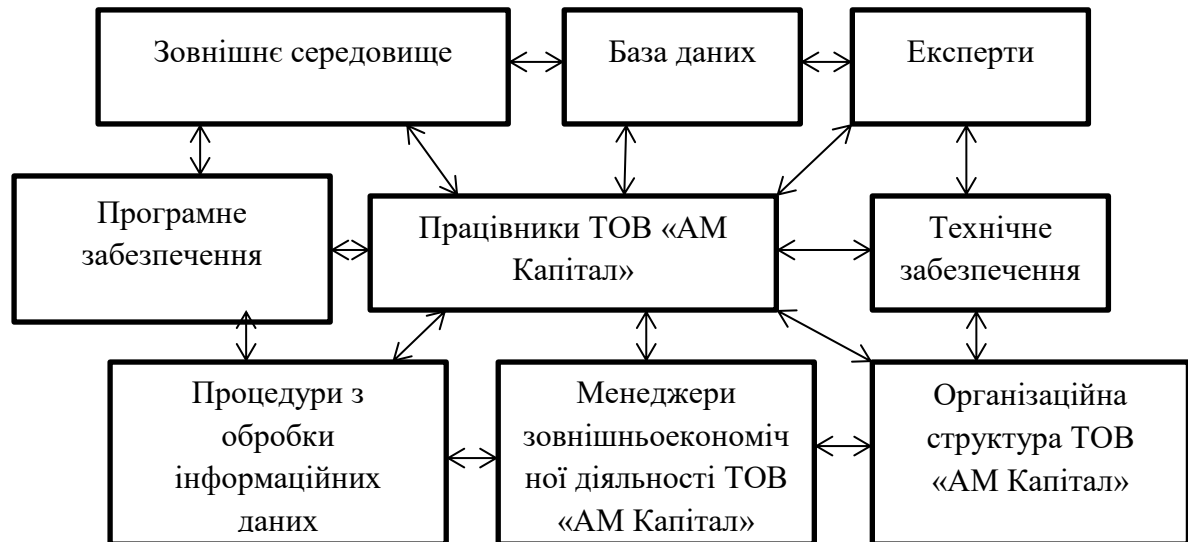 Зовнішнє середовище
База даних
Експерти
Програмне
забезпечення
Працівники ТОВ «АМ
Капітал»
Технічне
забезпечення
Процедури з
обробки
інформаційних
даних
Менеджери
зовнішньоекономіч
ної діяльності ТОВ
«АМ Капітал»
Організаційна
структура ТОВ
«АМ Капітал»